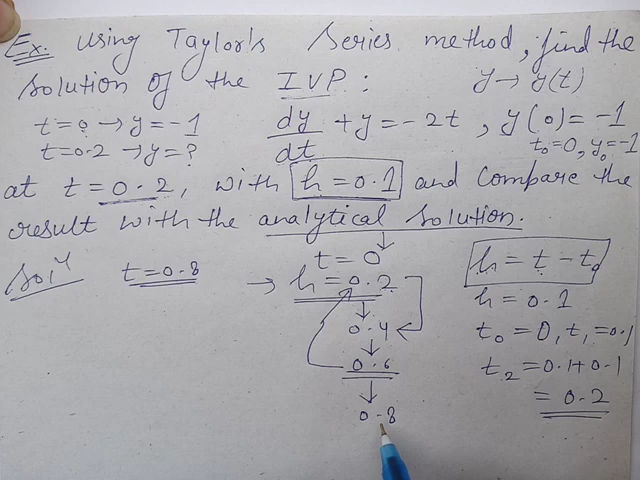 Ex. Using Taylor's Series method, find the
solution of the IVP : y → y(t)
t=0 → y=-1 dy/dt + y = -2t , y(0) = -1
t=0.2 → y=? t₀=0, y₀=-1
at t = 0.2, with h=0.1 and compare the
result with the analytical solution.
Solⁿ t=0.8 t=0 h = t - t₀
→ h=0.2 h=0.1
0.4 t₀=0, t₁=0.1
0.6 t₂=0.1+0.1
0.8 = 0.2